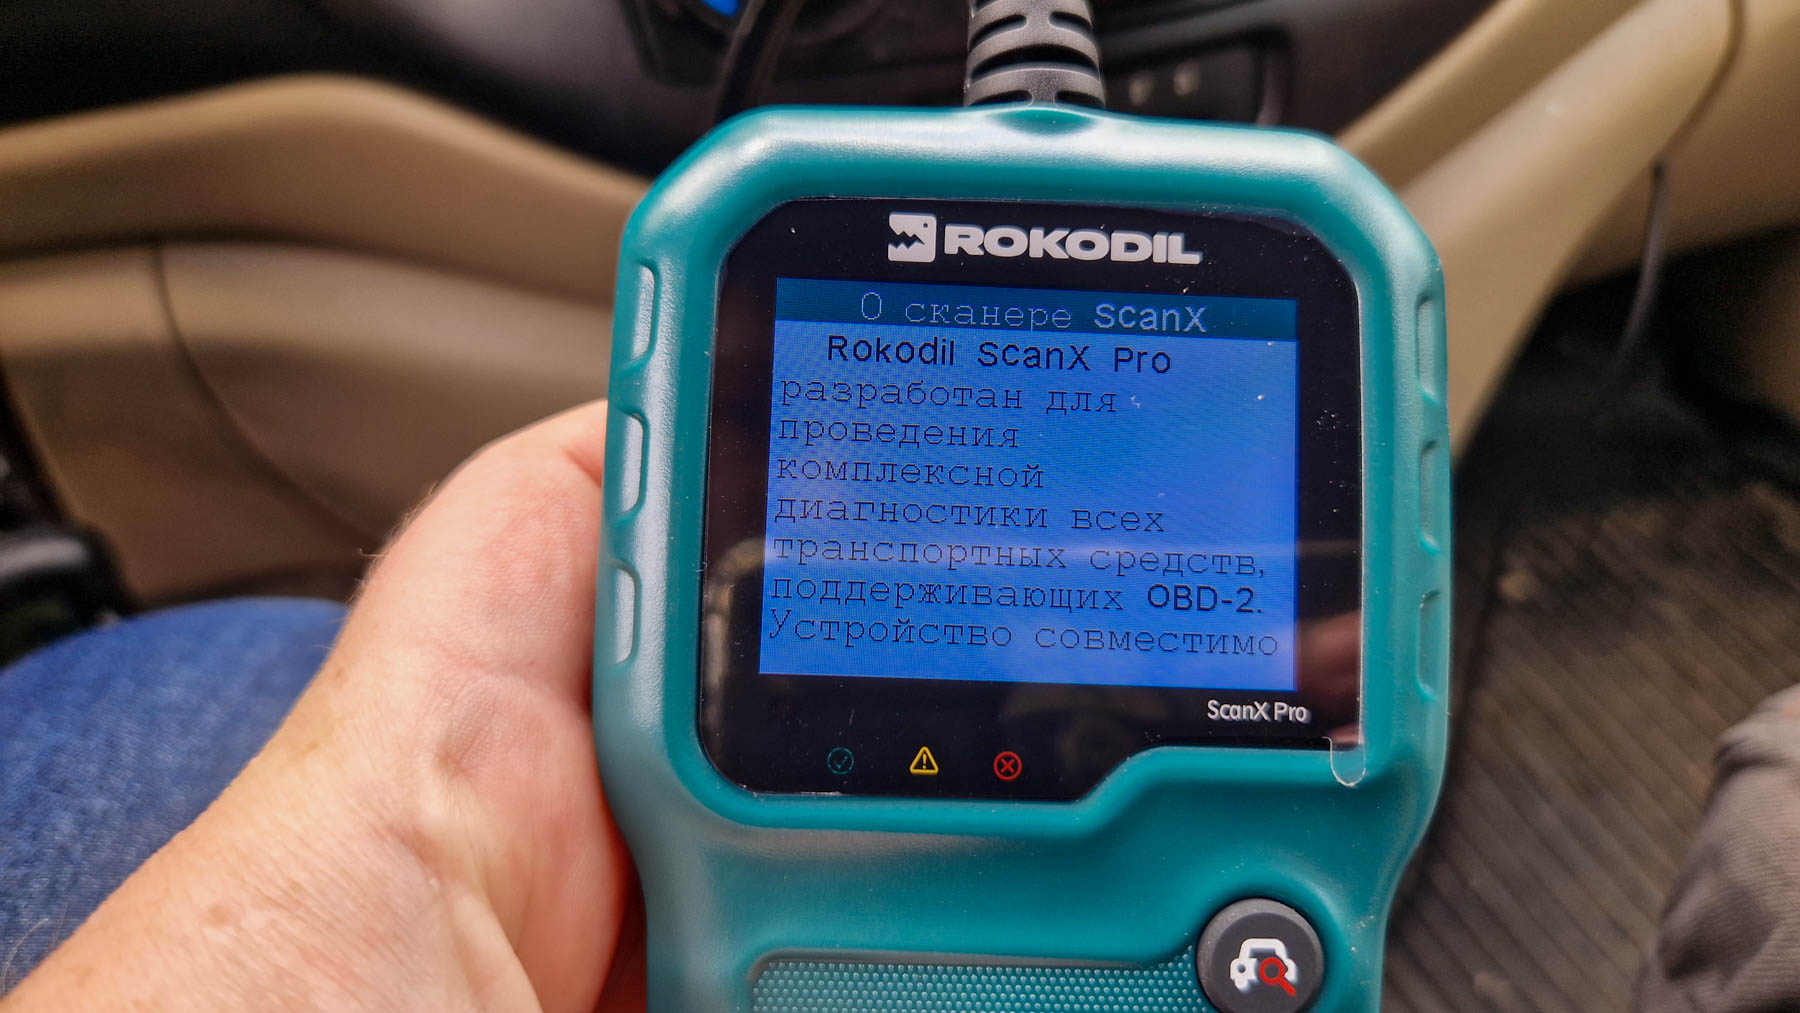 ROKODIL
О сканере ScanX
Rokodil ScanX Pro
разработан для
проведения
комплексной
диагностики всех
транспортных средств,
поддерживающих OBD-2.
Устройство совместимо
ScanX Pro